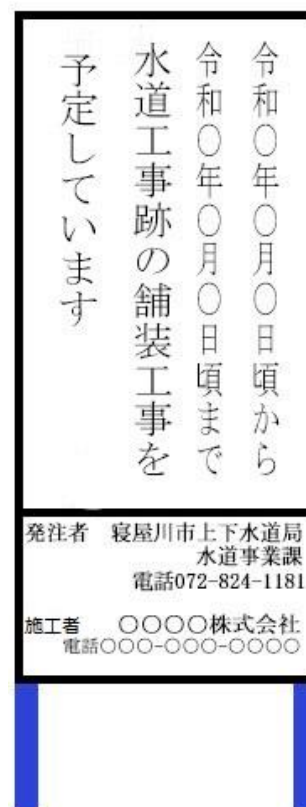 令和〇年〇月〇日頃から
令和〇年〇月〇日頃まで
水道工事跡の舗装工事を
予定しています
発注者 寝屋川市上下水道局
水道事業課
電話072-824-1181
施工者 〇〇〇〇株式会社
電話〇〇〇-〇〇〇-〇〇〇〇